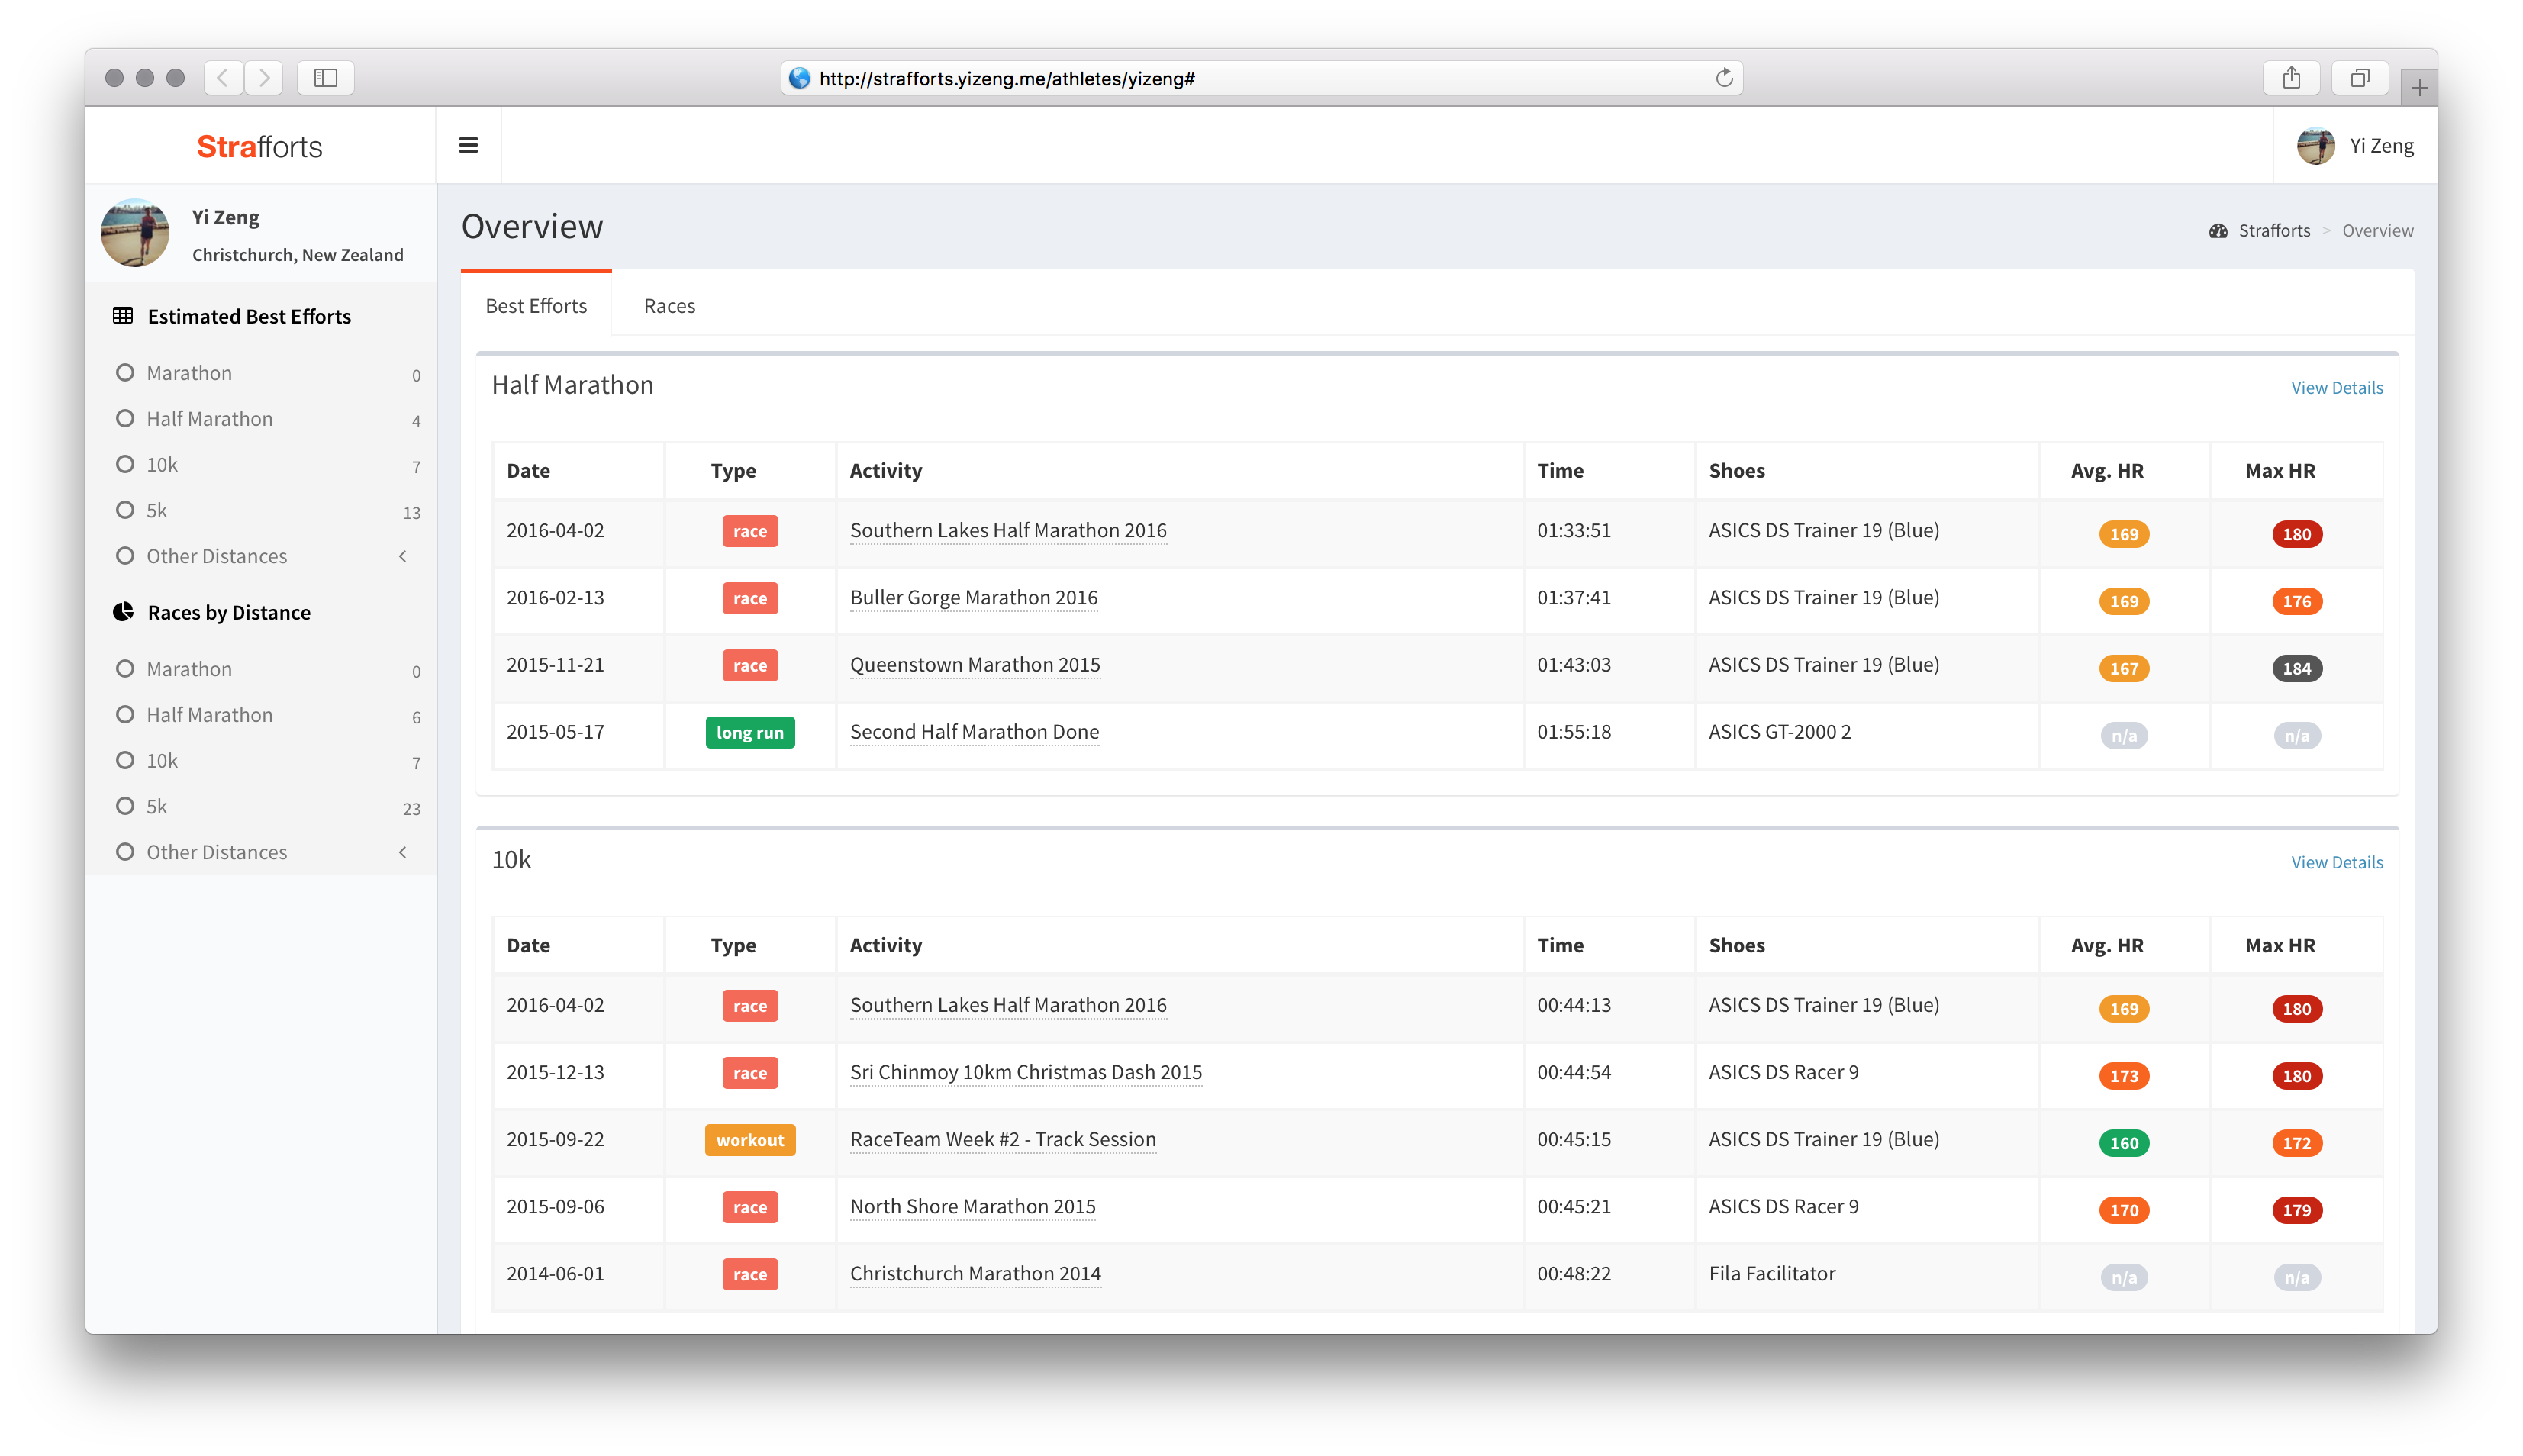 http://strafforts.yizeng.me/athletes/yizeng#
Strafforts
Yi Zeng
Yi Zeng
Christchurch, New Zealand
Overview
Strafforts > Overview
Estimated Best Efforts
Marathon 0
Half Marathon 4
10k 7
5k 13
Other Distances
Races by Distance
Marathon 0
Half Marathon 6
10k 7
5k 23
Other Distances
Best Efforts Races
Half Marathon View Details
Date Type Activity Time Shoes Avg. HR Max HR
2016-04-02 race Southern Lakes Half Marathon 2016 01:33:51 ASICS DS Trainer 19 (Blue) 169 180
2016-02-13 race Buller Gorge Marathon 2016 01:37:41 ASICS DS Trainer 19 (Blue) 169 176
2015-11-21 race Queenstown Marathon 2015 01:43:03 ASICS DS Trainer 19 (Blue) 167 184
2015-05-17 long run Second Half Marathon Done 01:55:18 ASICS GT-2000 2 n/a n/a
10k View Details
Date Type Activity Time Shoes Avg. HR Max HR
2016-04-02 race Southern Lakes Half Marathon 2016 00:44:13 ASICS DS Trainer 19 (Blue) 169 180
2015-12-13 race Sri Chinmoy 10km Christmas Dash 2015 00:44:54 ASICS DS Racer 9 173 180
2015-09-22 workout RaceTeam Week #2 - Track Session 00:45:15 ASICS DS Trainer 19 (Blue) 160 172
2015-09-06 race North Shore Marathon 2015 00:45:21 ASICS DS Racer 9 170 179
2014-06-01 race Christchurch Marathon 2014 00:48:22 Fila Facilitator n/a n/a